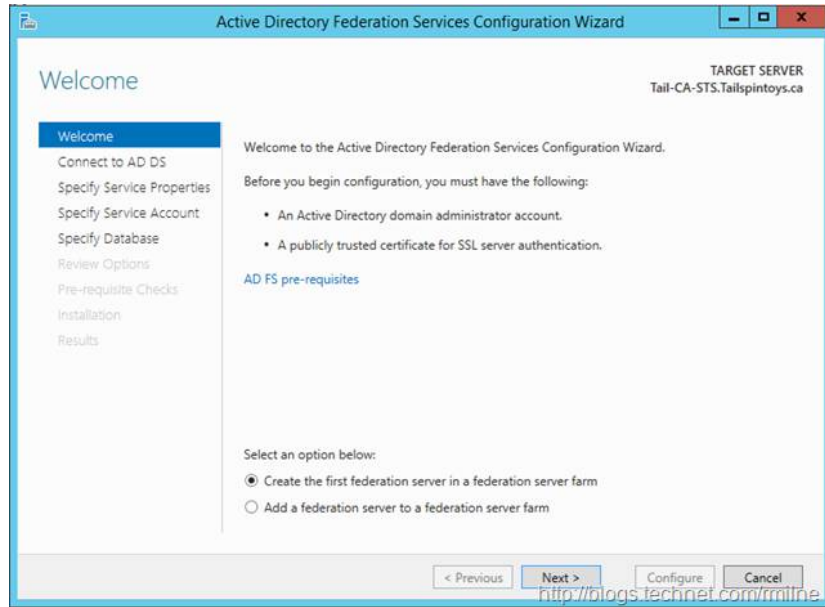 Active Directory Federation Services Configuration Wizard
Welcome
TARGET SERVER
Tail-CA-STS.Tailspintoys.ca
Welcome
Connect to AD DS
Specify Service Properties
Specify Service Account
Specify Database
Review Options
Pre-requisite Checks
Installation
Results
Welcome to the Active Directory Federation Services Configuration Wizard.
Before you begin configuration, you must have the following:
• An Active Directory domain administrator account.
• A publicly trusted certificate for SSL server authentication.
AD FS pre-requisites
Select an option below:
Create the first federation server in a federation server farm
Add a federation server to a federation server farm
< Previous Next > Configure Cancel
http://blogs.technet.com/rmilne